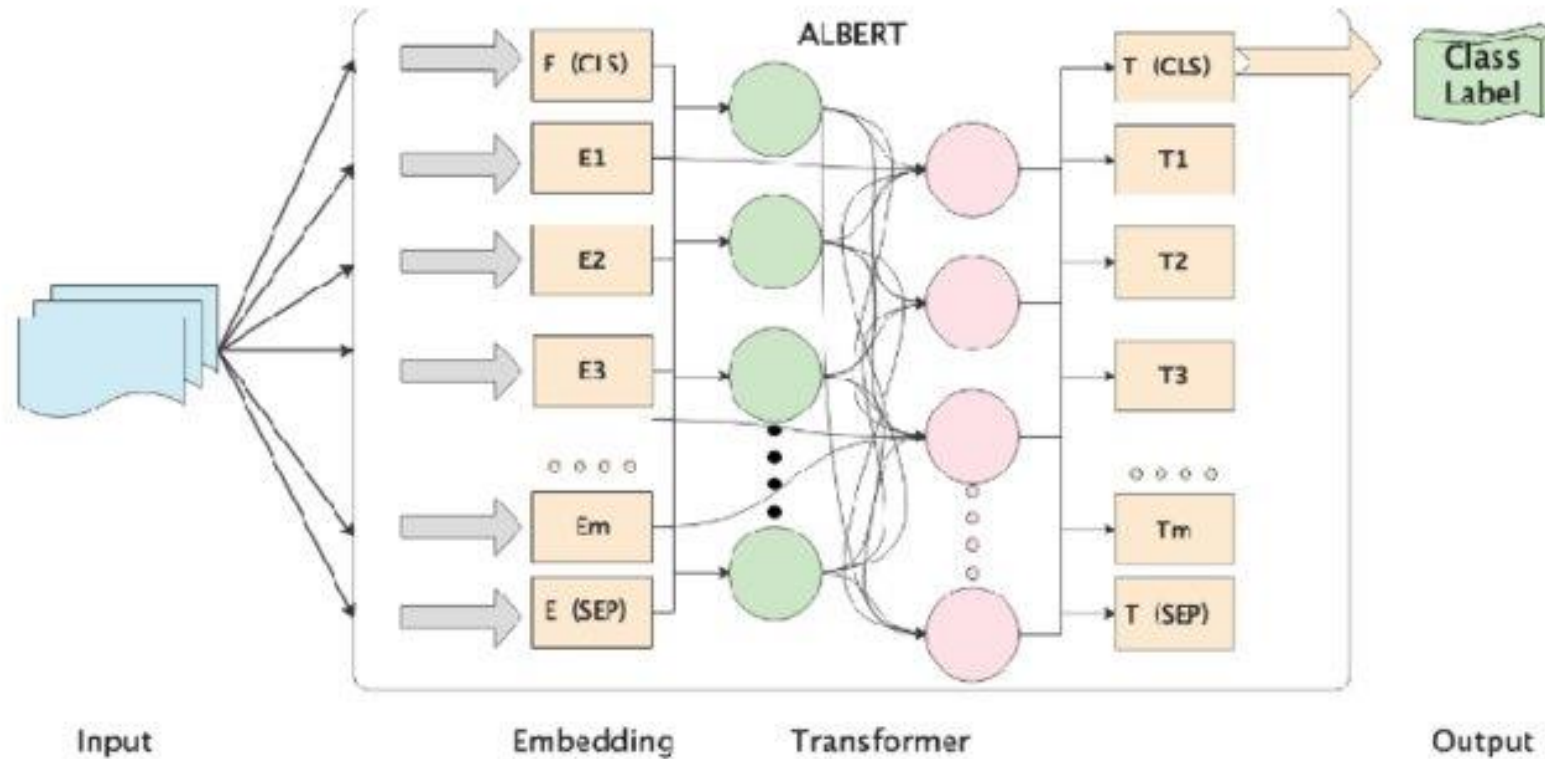 ALBERT
E (CLS)
E1
E2
E3
Em
E (SEP)
T (CLS)
T1
T2
T3
Tm
T (SEP)
Class
Label
Input
Embedding
Transformer
Output